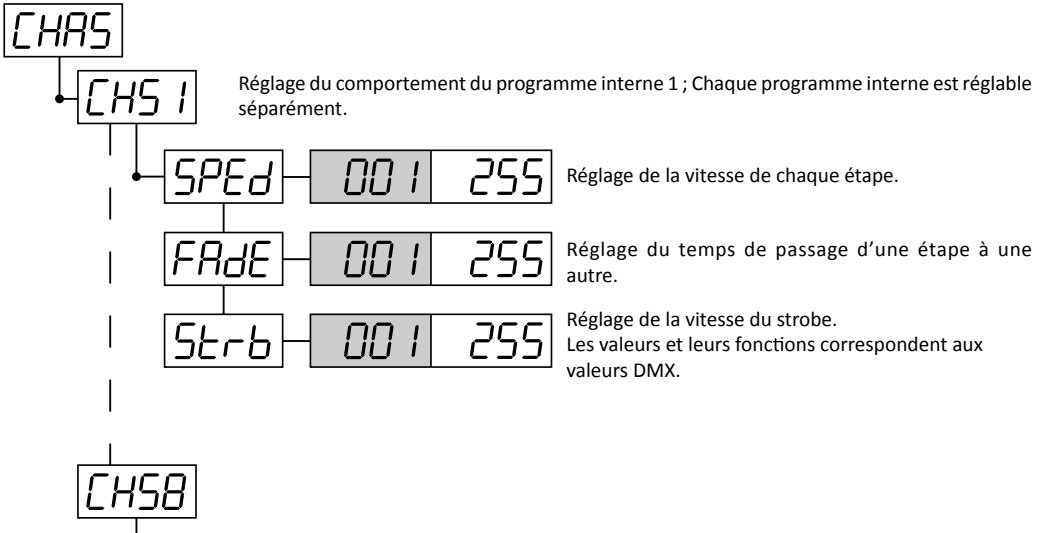 CHAS
CHS1
Réglage du comportement du programme interne 1 ; Chaque programme interne est réglable
séparément.
SPEd 001 255 Réglage de la vitesse de chaque étape.
FAdE 001 255 Réglage du temps de passage d'une étape à une
autre.
Strb 001 255 Réglage de la vitesse du strobe.
Les valeurs et leurs fonctions correspondent aux
valeurs DMX.
CHS8